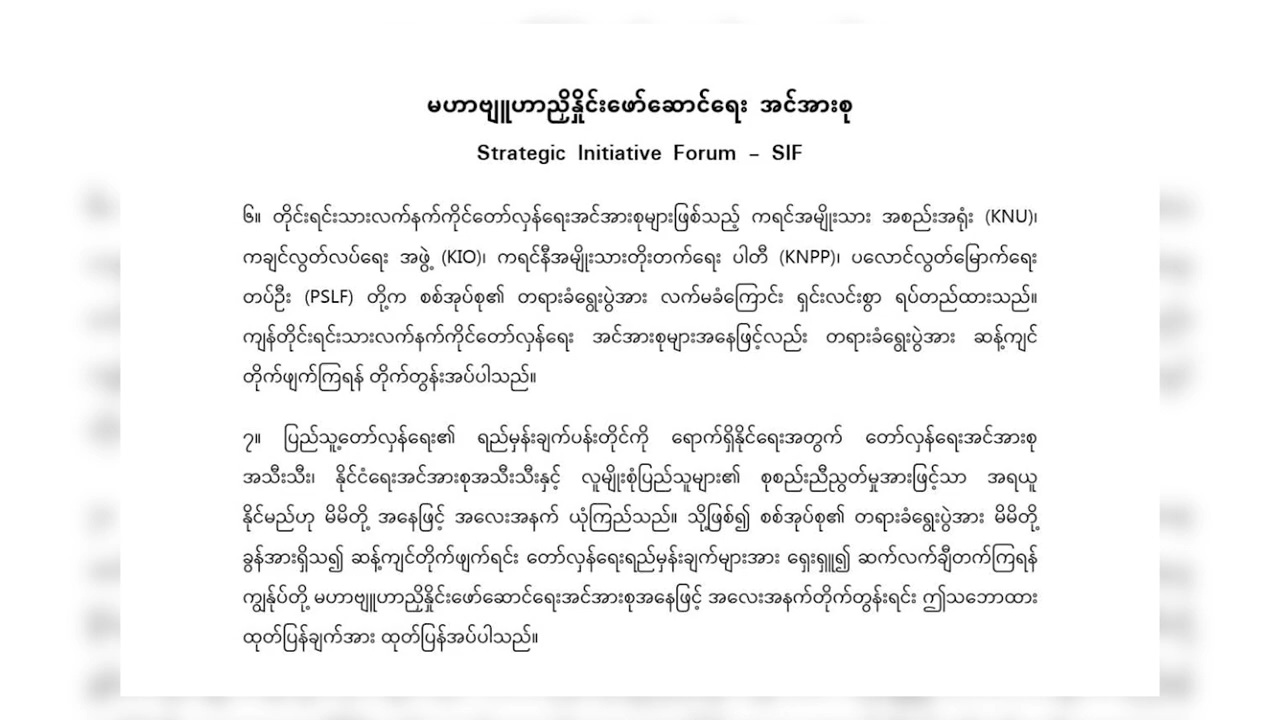 မဟာဗျူဟာညှိနှိုင်းဖော်ဆောင်ရေး အင်အားစု
Strategic Initiative Forum – SIF
၆။ တိုင်းရင်းသားလက်နက်ကိုင်တော်လှန်ရေးအင်အားစုများဖြစ်သည့် ကရင်အမျိုးသား အစည်းအရုံး (KNU)၊
ကချင်လွတ်လပ်ရေး အဖွဲ့ (KIO)၊ ကရင်နီအမျိုးသားတိုးတက်ရေး ပါတီ (KNPP)၊ ပလောင်လွတ်မြောက်ရေး
တပ်ဦး (PSLF) တို့က စစ်အုပ်စု၏ တရားခံရွေးပွဲအား လက်မခံကြောင်း ရှင်းလင်းစွာ ရပ်တည်ထားသည်။
ကျန်တိုင်းရင်းသားလက်နက်ကိုင်တော်လှန်ရေး အင်အားစုများအနေဖြင့်လည်း တရားခံရွေးပွဲအား ဆန့်ကျင်
တိုက်ဖျက်ကြရန် တိုက်တွန်းအပ်ပါသည်။
၇။ ပြည်သူ့တော်လှန်ရေး၏ ရည်မှန်းချက်ပန်းတိုင်ကို ရောက်ရှိနိုင်ရေးအတွက် တော်လှန်ရေးအင်အားစု
အသီးသီး၊ နိုင်ငံရေးအင်အားစုအသီးသီးနှင့် လူမျိုးစုံပြည်သူများ၏ စုစည်းညီညွတ်မှုအားဖြင့်သာ အရယူ
နိုင်မည်ဟု မိမိတို့ အနေဖြင့် အလေးအနက် ယုံကြည်သည်။ သို့ဖြစ်၍ စစ်အုပ်စု၏ တရားခံရွေးပွဲအား မိမိတို့
ခွန်အားရှိသ၍ ဆန့်ကျင်တိုက်ဖျက်ရင်း တော်လှန်ရေးရည်မှန်းချက်များအား ရှေးရှူ၍ ဆက်လက်ချီတက်ကြရန်
ကျွန်ုပ်တို့ မဟာဗျူဟာညှိနှိုင်းဖော်ဆောင်ရေးအင်အားစုအနေဖြင့် အလေးအနက်တိုက်တွန်းရင်း ဤသဘောထား
ထုတ်ပြန်ချက်အား ထုတ်ပြန်အပ်ပါသည်။